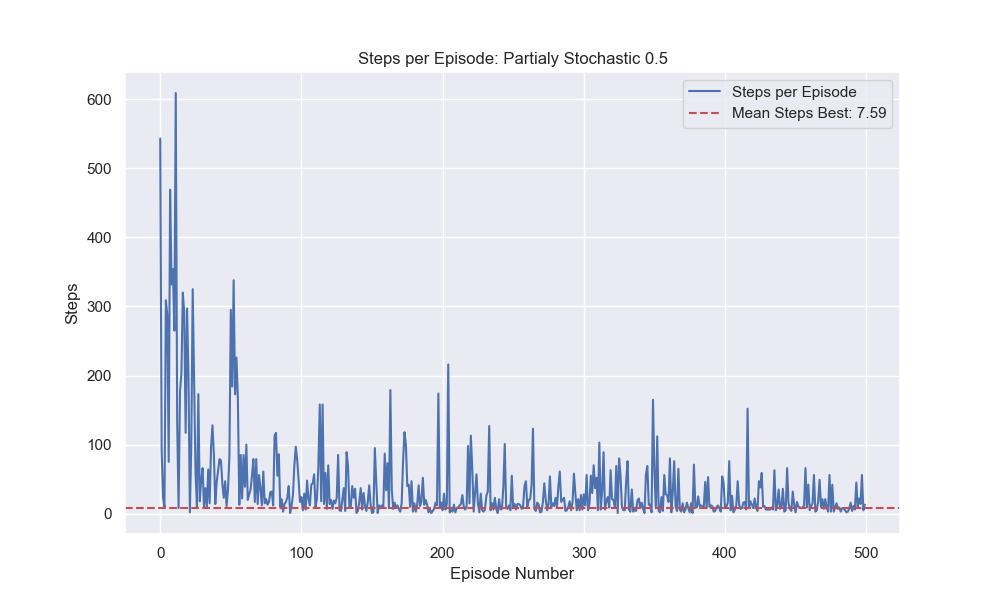 Steps per Episode: Partialy Stochastic 0.5
Steps per Episode
Mean Steps Best: 7.59
600
500
400
300
200
100
0
Steps
0 100 200 300 400 500
Episode Number